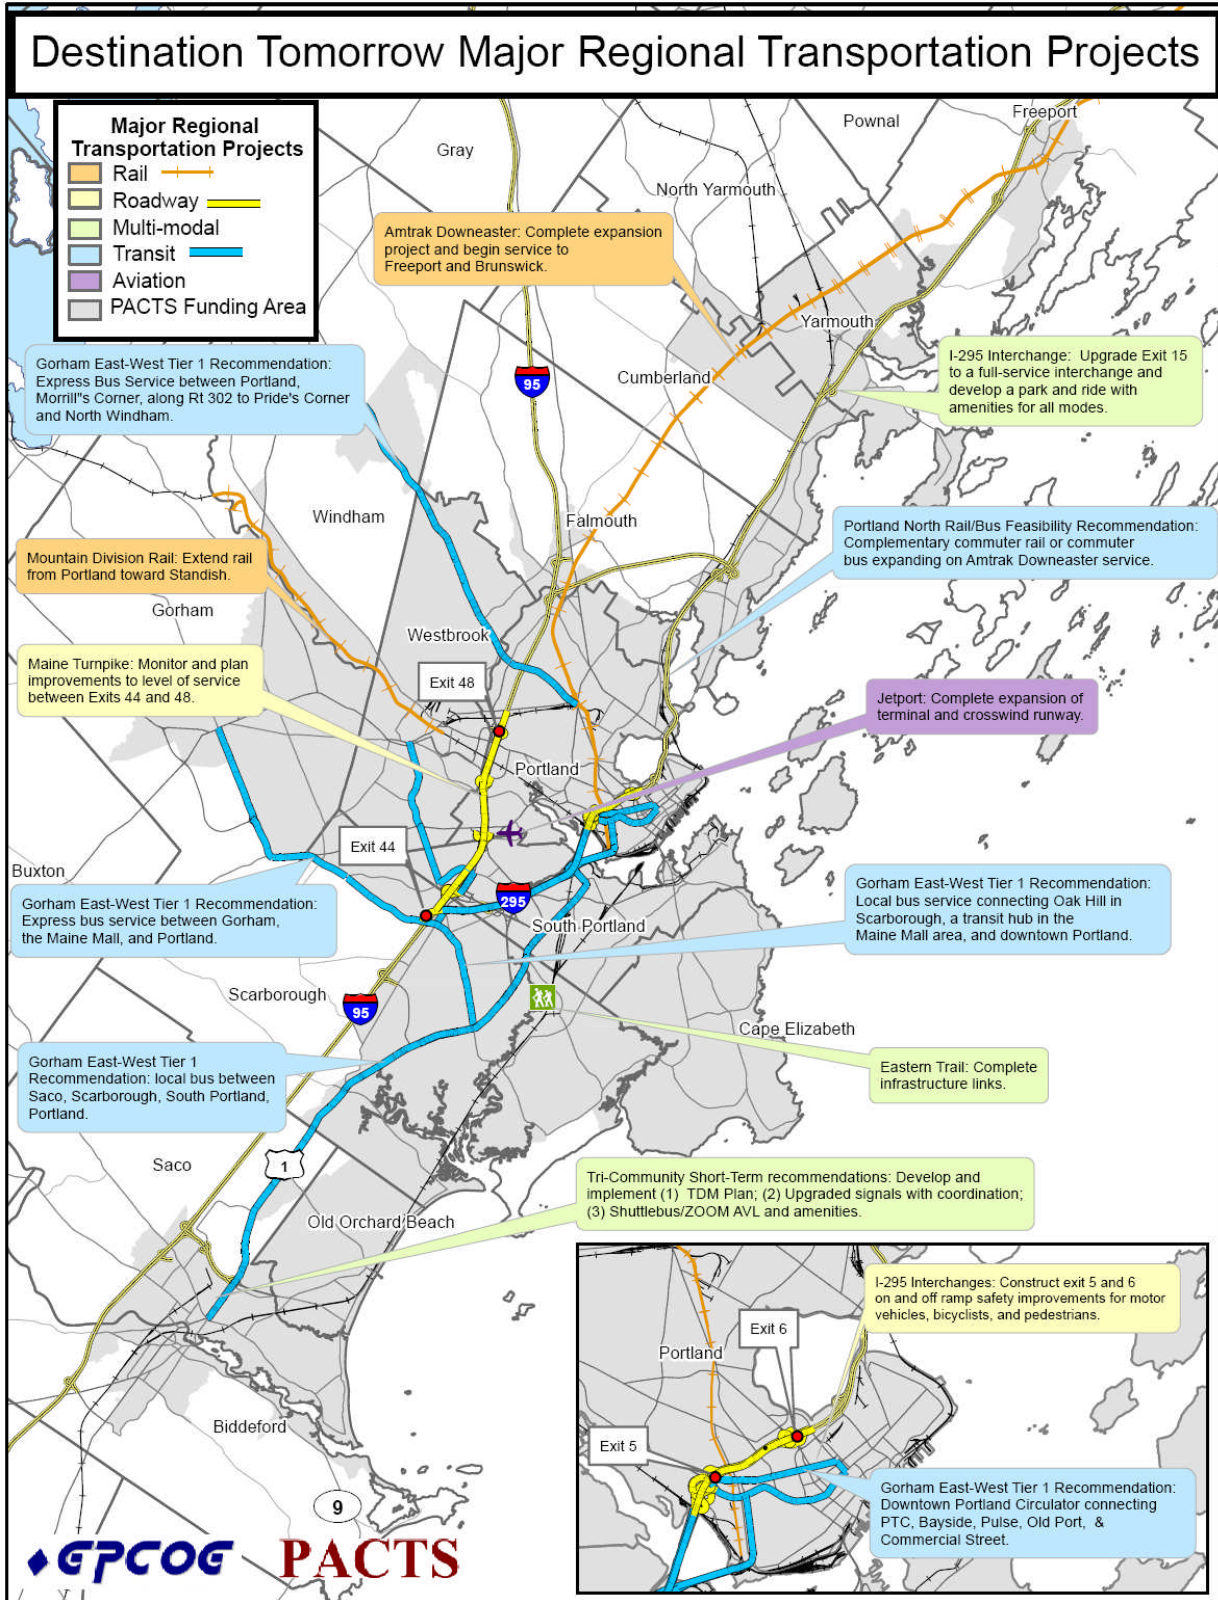 Destination Tomorrow Major Regional Transportation Projects
Major Regional
Transportation Projects
Rail
Roadway
Multi-modal
Transit
Aviation
PACTS Funding Area
Gray
Pownal
Freeport
North Yarmouth
Amtrak Downeaster: Complete expansion
project and begin service to
Freeport and Brunswick.
Yarmouth
Gorham East-West Tier 1 Recommendation:
Express Bus Service between Portland,
Morrill"s Corner, along Rt 302 to Pride's Corner
and North Windham.
95
Cumberland
I-295 Interchange: Upgrade Exit 15
to a full-service interchange and
develop a park and ride with
amenities for all modes.
Windham
Falmouth
Portland North Rail/Bus Feasibility Recommendation:
Complementary commuter rail or commuter
bus expanding on Amtrak Downeaster service.
Mountain Division Rail: Extend rail
from Portland toward Standish.
Gorham
Westbrook
Maine Turnpike: Monitor and plan
improvements to level of service
between Exits 44 and 48.
Exit 48
Jetport: Complete expansion of
terminal and crosswind runway.
Portland
Exit 44
Buxton
Gorham East-West Tier 1 Recommendation:
Express bus service between Gorham,
the Maine Mall, and Portland.
295
South Portland
Gorham East-West Tier 1 Recommendation:
Local bus service connecting Oak Hill in
Scarborough, a transit hub in the
Maine Mall area, and downtown Portland.
Scarborough
95
Cape Elizabeth
Gorham East-West Tier 1
Recommendation: local bus between
Saco, Scarborough, South Portland,
Portland.
Eastern Trail: Complete
infrastructure links.
Saco
1
Tri-Community Short-Term recommendations: Develop and
implement (1) TDM Plan; (2) Upgraded signals with coordination;
(3) Shuttlebus/ZOOM AVL and amenities.
Old Orchard Beach
I-295 Interchanges: Construct exit 5 and 6
on and off ramp safety improvements for motor
vehicles, bicyclists, and pedestrians.
Exit 6
Portland
Biddeford
Exit 5
Gorham East-West Tier 1 Recommendation:
Downtown Portland Circulator connecting
PTC, Bayside, Pulse, Old Port, &
Commercial Street.
9
GPCOG
PACTS